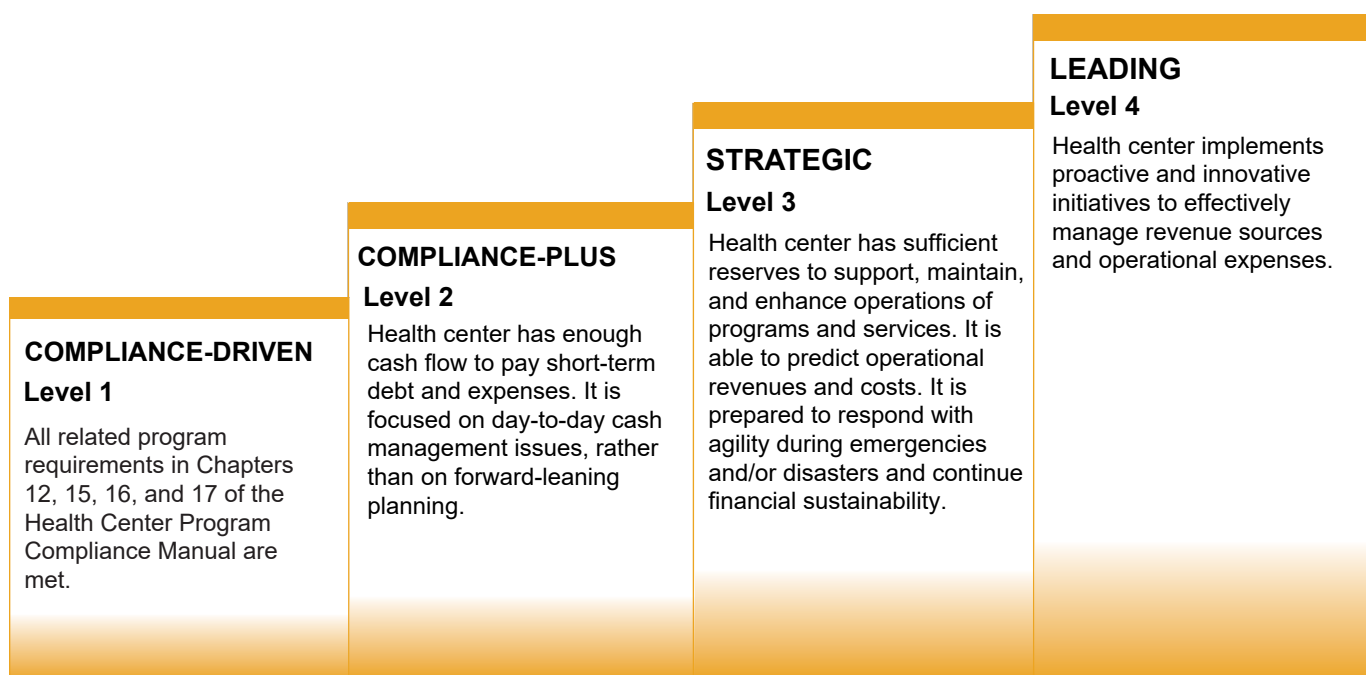 COMPLIANCE-DRIVEN
Level 1
All related program
requirements in Chapters
12, 15, 16, and 17 of the
Health Center Program
Compliance Manual are
met.
COMPLIANCE-PLUS
Level 2
Health center has enough
cash flow to pay short-term
debt and expenses. It is
focused on day-to-day cash
management issues, rather
than on forward-leaning
planning.
STRATEGIC
Level 3
Health center has sufficient
reserves to support, maintain,
and enhance operations of
programs and services. It is
able to predict operational
revenues and costs. It is
prepared to respond with
agility during emergencies
and/or disasters and continue
financial sustainability.
LEADING
Level 4
Health center implements
proactive and innovative
initiatives to effectively
manage revenue sources
and operational expenses.